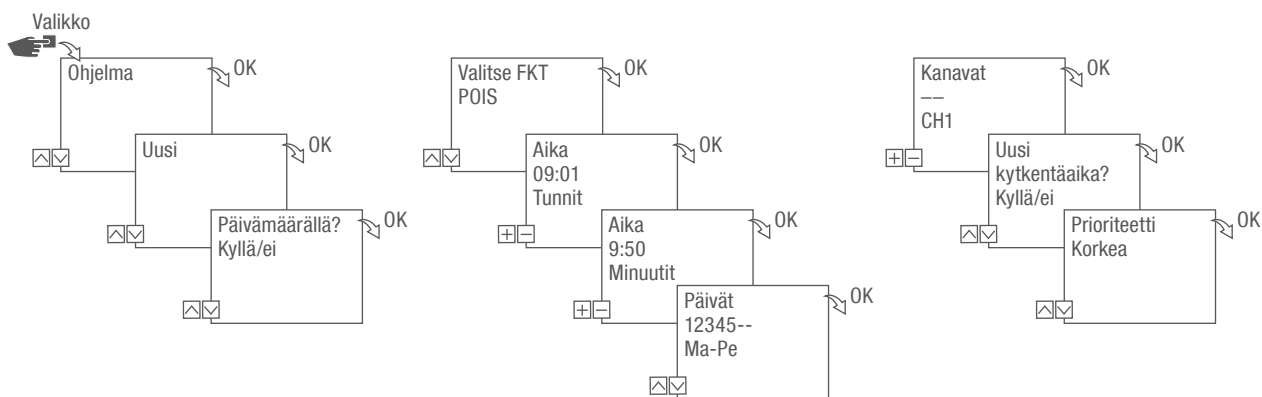 Valikko
Ohjelma
OK
Uusi
OK
Päivämäärällä?
Kyllä/ei
OK
Valitse FKT
POIS
OK
Aika
09:01
Tunnit
OK
Aika
9:50
Minuutit
OK
Päivät
12345--
Ma-Pe
OK
Kanavat
––
CH1
OK
Uusi
kytkentäaika?
Kyllä/ei
OK
Prioriteetti
Korkea
OK